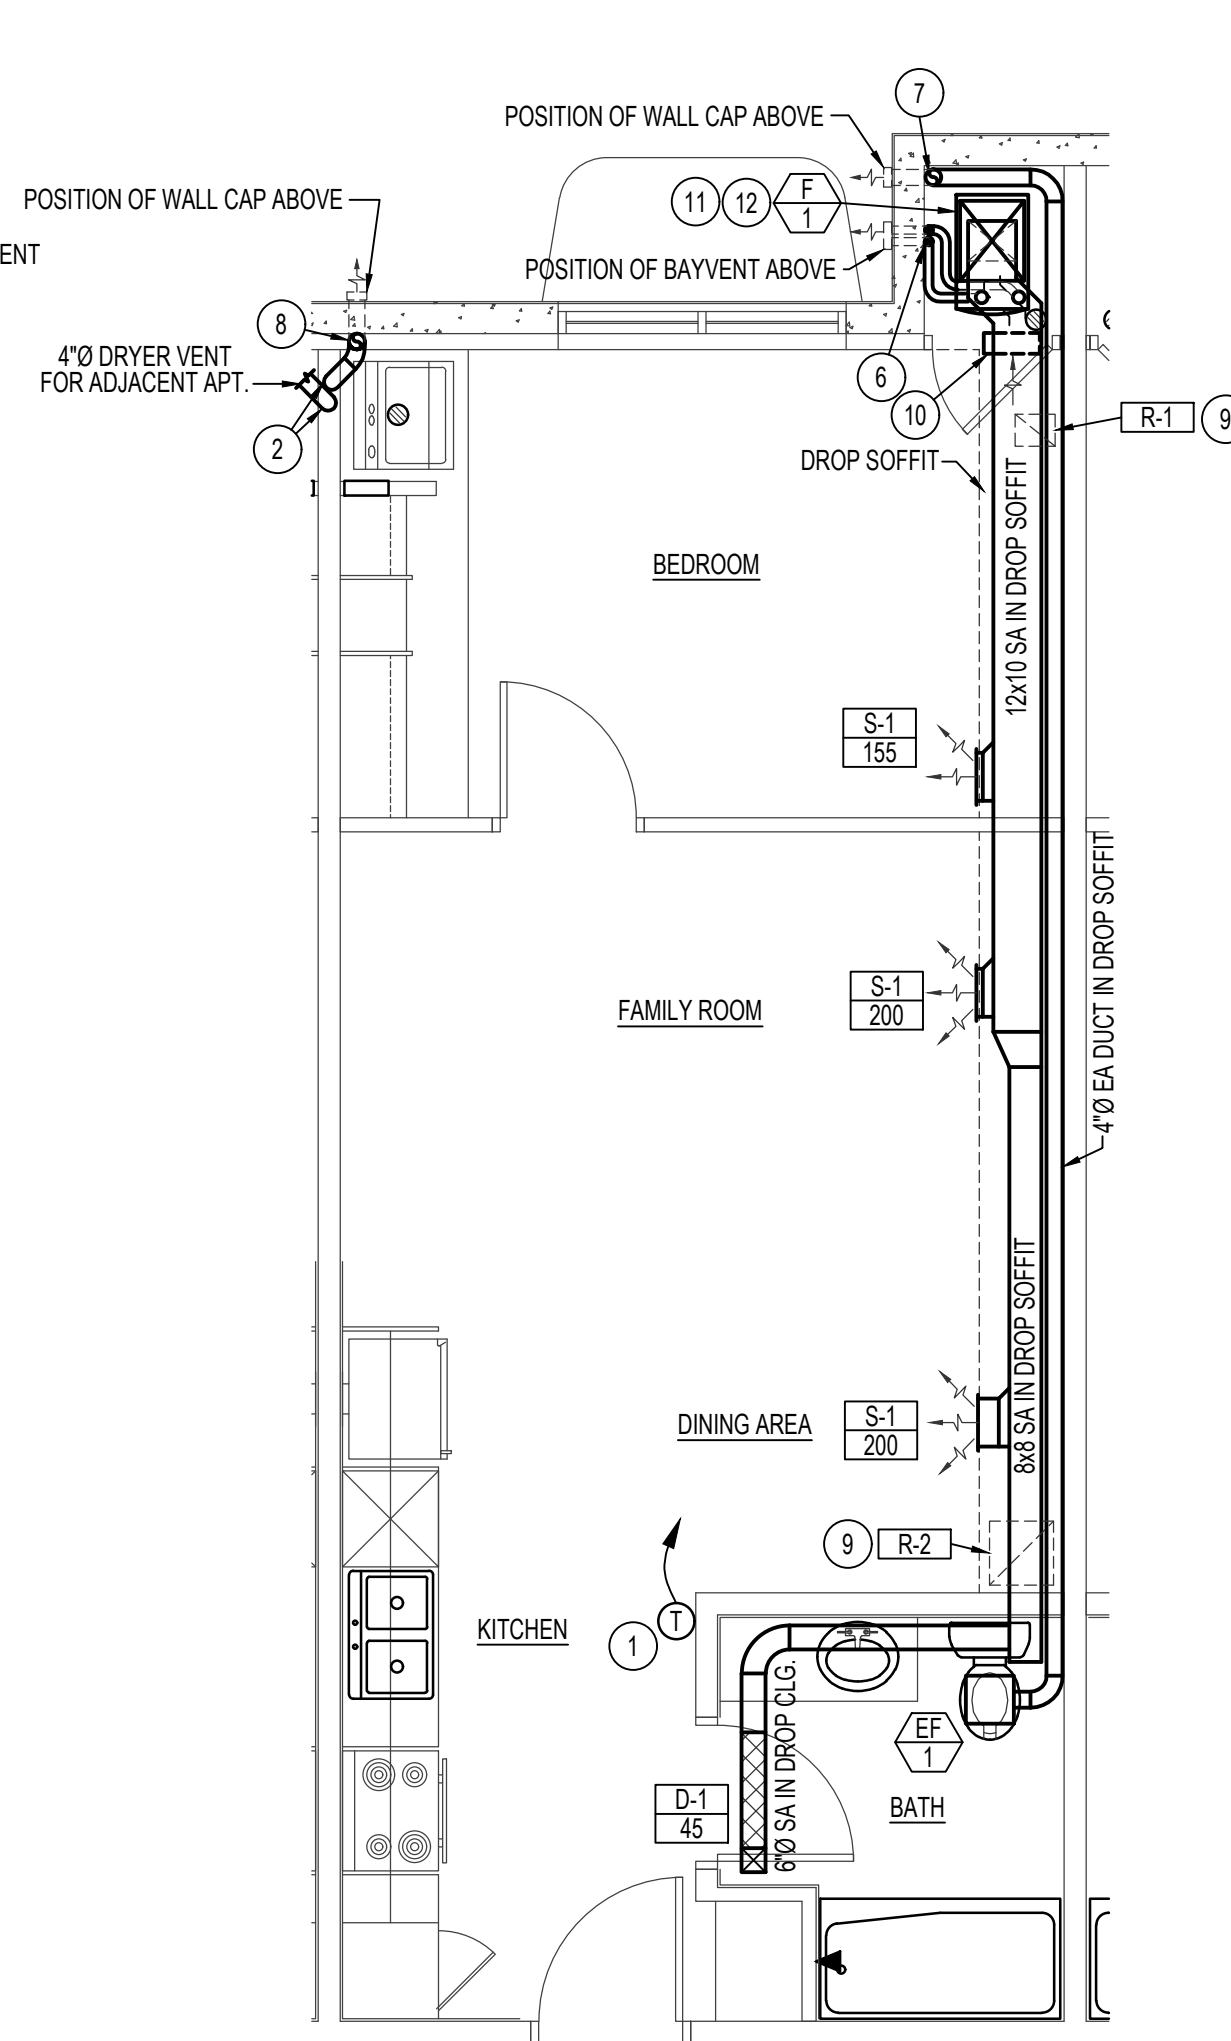 7
POSITION OF WALL CAP ABOVE
POSITION OF WALL CAP ABOVE
11
12
F
1
ENT
POSITION OF BAYVENT ABOVE
8
4"Ø DRYER VENT
FOR ADJACENT APT.
6
10
R-1
9
2
DROP SOFFIT
12x10 SA IN DROP SOFFIT
BEDROOM
S-1
155
4"Ø EA DUCT IN DROP SOFFIT
FAMILY ROOM
S-1
200
8x8 SA IN DROP SOFFIT
DINING AREA
S-1
200
9
R-2
KITCHEN
1
T
6"Ø SA IN DROP CLG.
EF
1
D-1
45
BATH